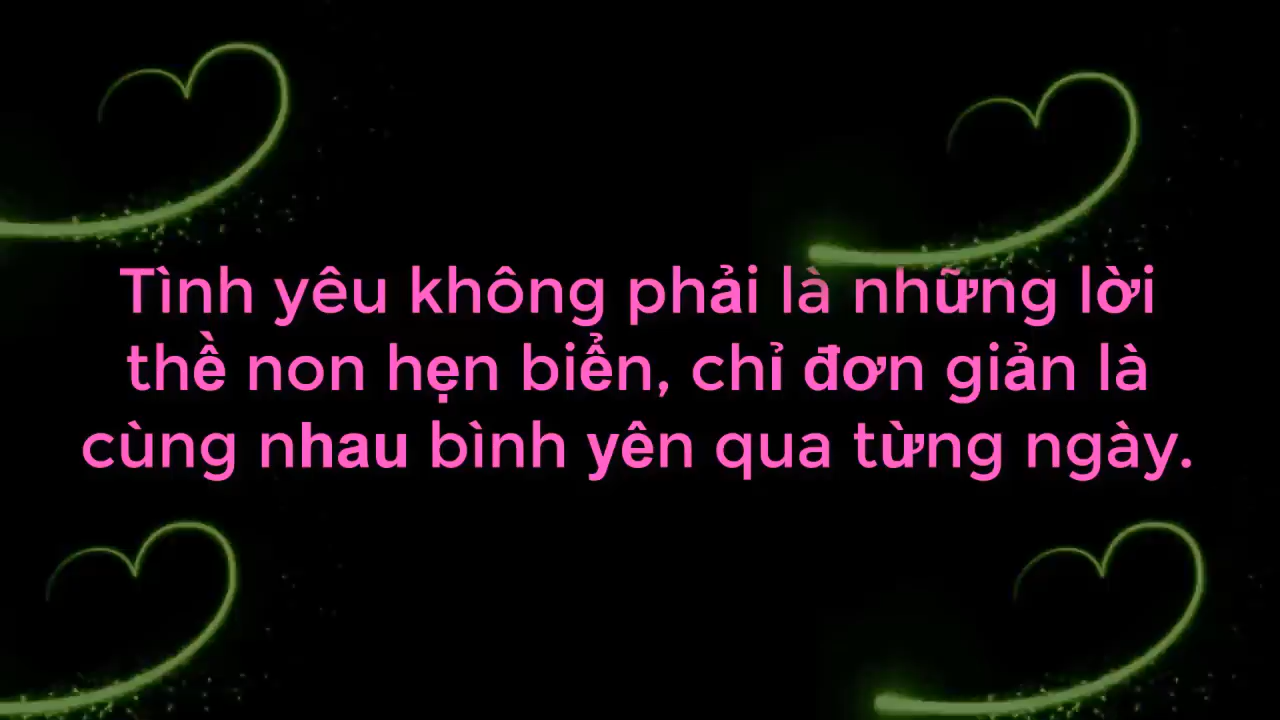 Tình yêu không phải là những lời
thề non hẹn biển, chỉ đơn giản là
cùng nhau bình yên qua từng ngày.